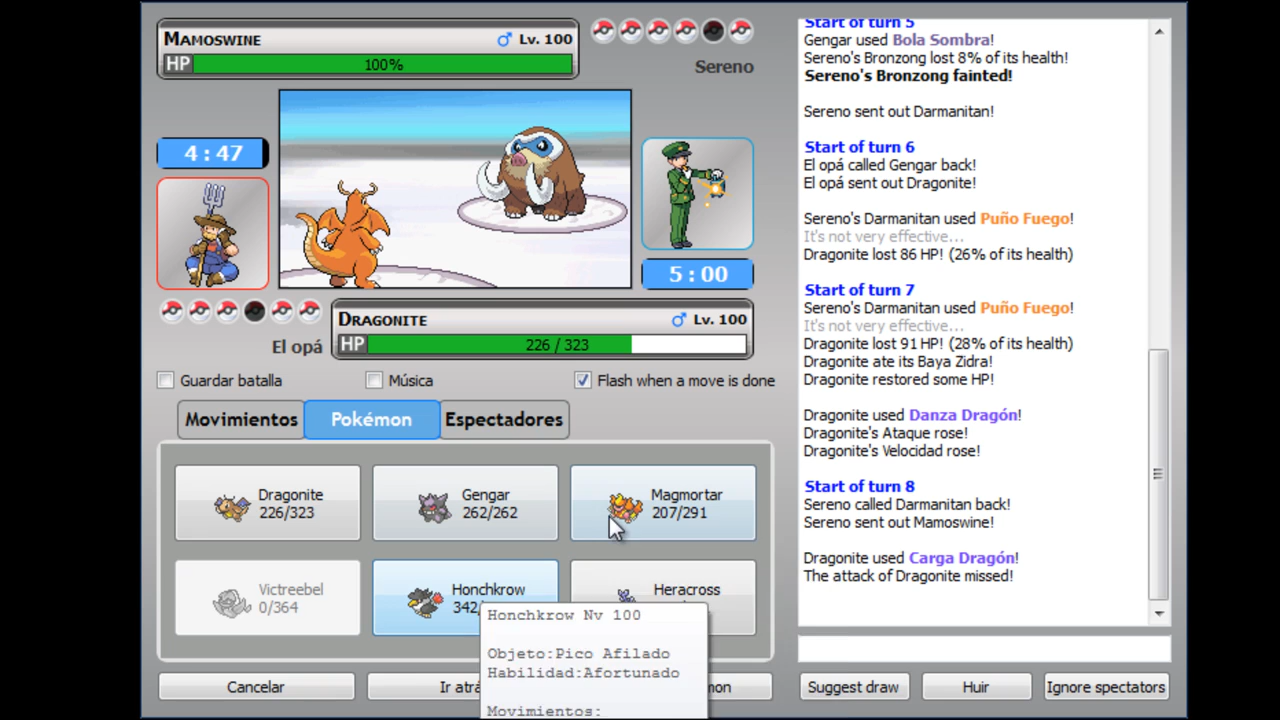 MAMOSWINE
Lv. 100
HP
100%
Sereno
4:47
5:00
El opá
DRAGONITE
Lv. 100
HP
226 / 323
Guardar batalla
Música
Flash when a move is done
Movimientos
Pokémon
Espectadores
Dragonite
226/323
Gengar
262/262
Magmortar
207/291
Victreebel
0/364
Honchkrow
342
Heracross
Honchkrow Nv 100
Objeto:Pico Afilado
Habilidad:Afortunado
Movimientos:
Cancelar
Ir atrá
mon
Start of turn 5
Gengar used Bola Sombra!
Sereno's Bronzong lost 8% of its health!
Sereno's Bronzong fainted!
Sereno sent out Darmanitan!
Start of turn 6
El opá called Gengar back!
El opá sent out Dragonite!
Sereno's Darmanitan used Puño Fuego!
It's not very effective...
Dragonite lost 86 HP! (26% of its health)
Start of turn 7
Sereno's Darmanitan used Puño Fuego!
It's not very effective...
Dragonite lost 91 HP! (28% of its health)
Dragonite ate its Baya Zidra!
Dragonite restored some HP!
Dragonite used Danza Dragón!
Dragonite's Ataque rose!
Dragonite's Velocidad rose!
Start of turn 8
Sereno called Darmanitan back!
Sereno sent out Mamoswine!
Dragonite used Carga Dragón!
The attack of Dragonite missed!
Suggest draw
Huir
Ignore spectators